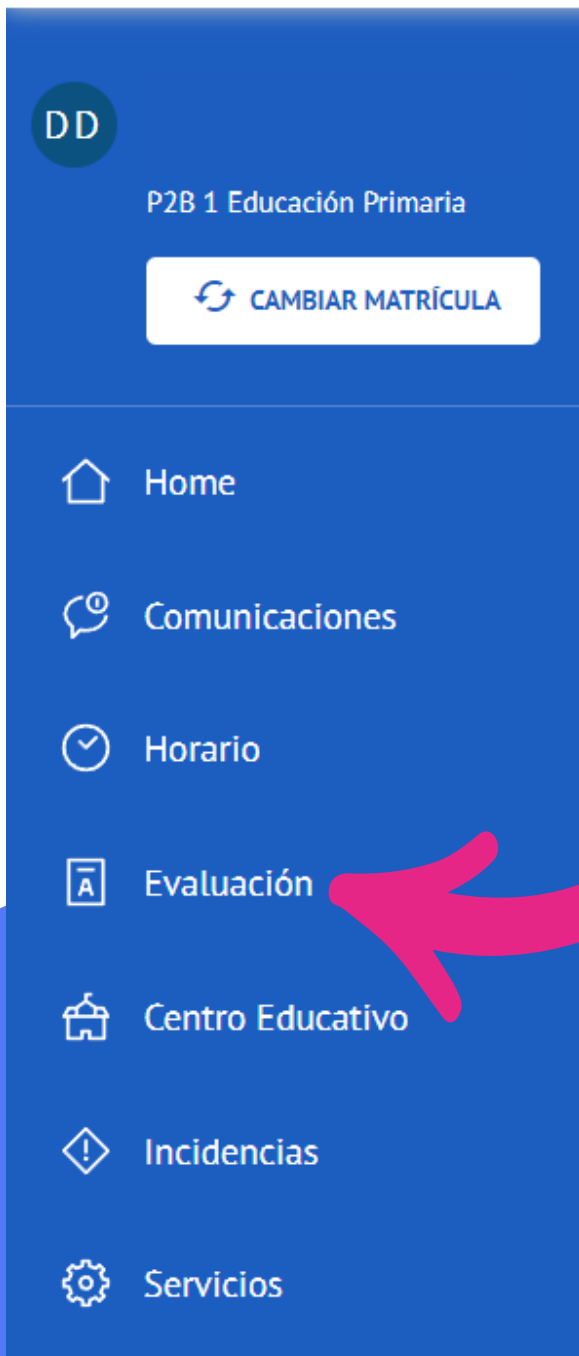 DD
P2B 1 Educación Primaria
CAMBIAR MATRÍCULA
Home
Comunicaciones
Horario
Evaluación
Centro Educativo
Incidencias
Servicios